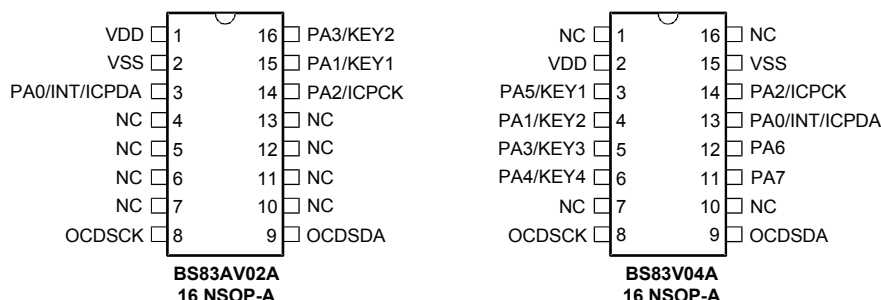 VDD 1 16 PA3/KEY2
VSS 2 15 PA1/KEY1
PA0/INT/ICPDA 3 14 PA2/ICPCK
NC 4 13 NC
NC 5 12 NC
NC 6 11 NC
NC 7 10 NC
OCDSCK 8 9 OCDSDA
BS83AV02A
16 NSOP-A
NC 1 16 NC
VDD 2 15 VSS
PA5/KEY1 3 14 PA2/ICPCK
PA1/KEY2 4 13 PA0/INT/ICPDA
PA3/KEY3 5 12 PA6
PA4/KEY4 6 11 PA7
NC 7 10 NC
OCDSCK 8 9 OCDSDA
BS83V04A
16 NSOP-A